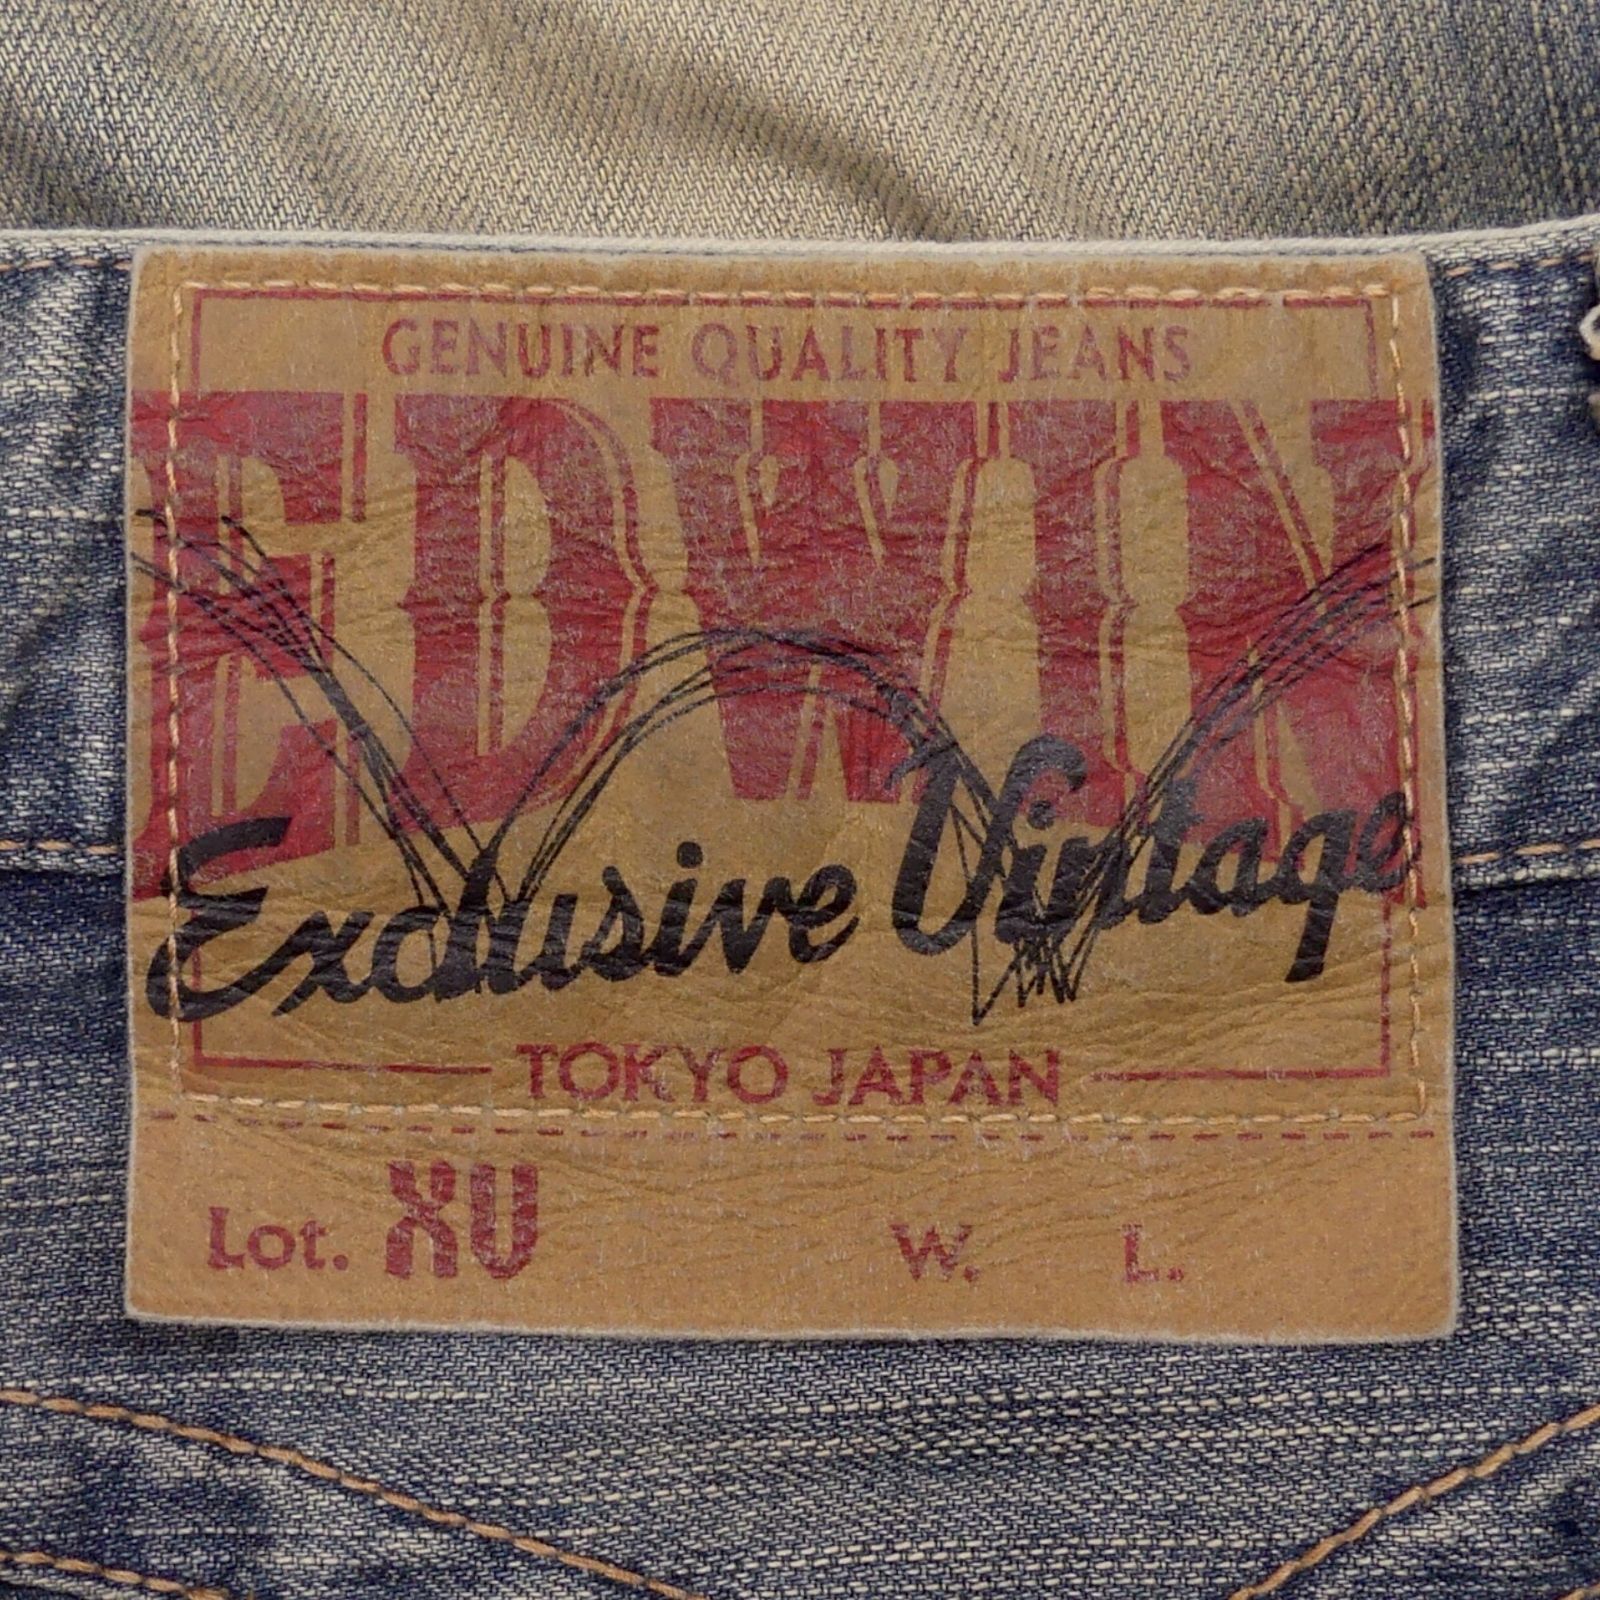 GENUINE QUALITY JEANS
EDWIN
Exclusive Vintage
TOKYO JAPAN
Lot. XU W. L.